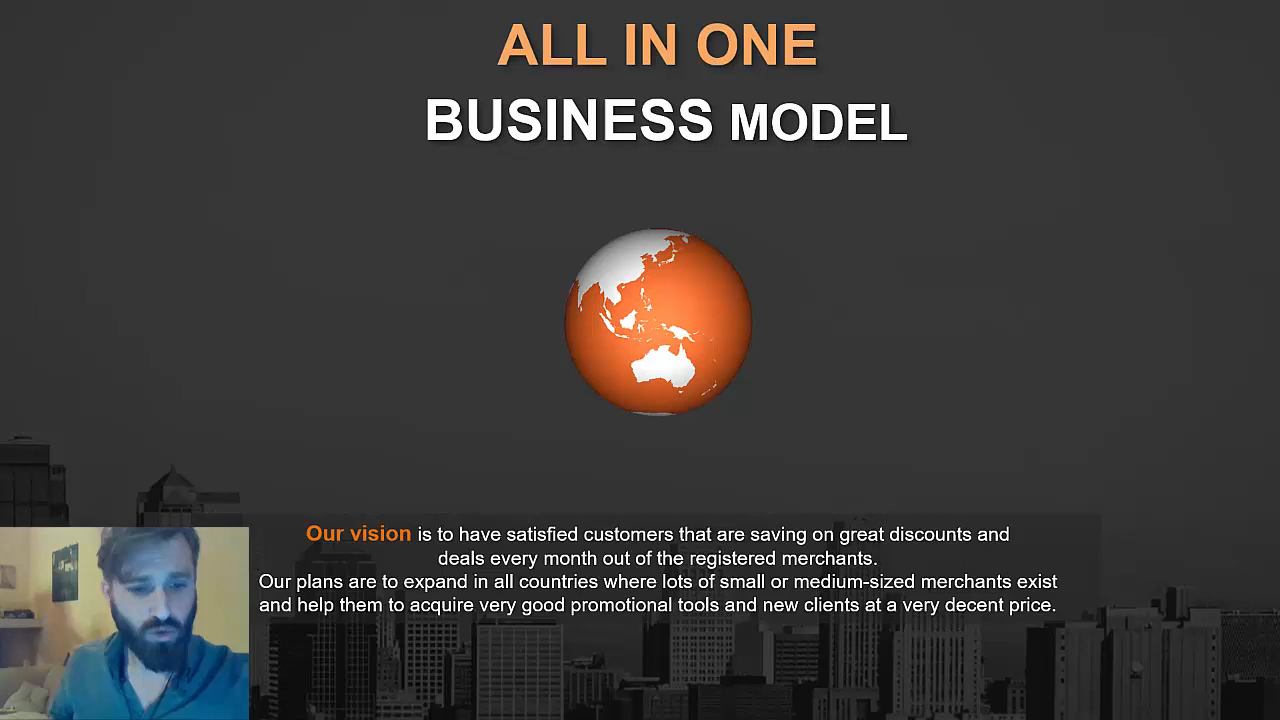 ALL IN ONE
BUSINESS MODEL
Our vision is to have satisfied customers that are saving on great discounts and
deals every month out of the registered merchants.
Our plans are to expand in all countries where lots of small or medium-sized merchants exist
and help them to acquire very good promotional tools and new clients at a very decent price.